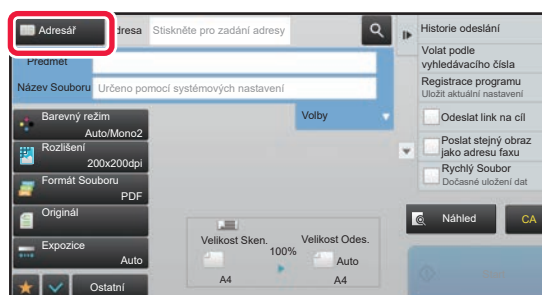 Adresář
dresa
Stiskněte pro zadání adresy
Historie odeslání
Volat podle
vyhledávacího čísla
Předmět
Registrace programu
Uložit aktuální nastavení
Název Souboru
Určeno pomocí systémových nastavení
Volby
Odeslat link na cíl
Barevný režim
Auto/Mono2
Rozlišení
200x200dpi
Poslat stejný obraz
jako adresu faxu
Rychlý Soubor
Dočasné uložení dat
Formát Souboru
PDF
Originál
Náhled
CA
Velikost Sken.
100%
Velikost Odes.
Expozice
Auto
Auto
A4
A4
Ostatní